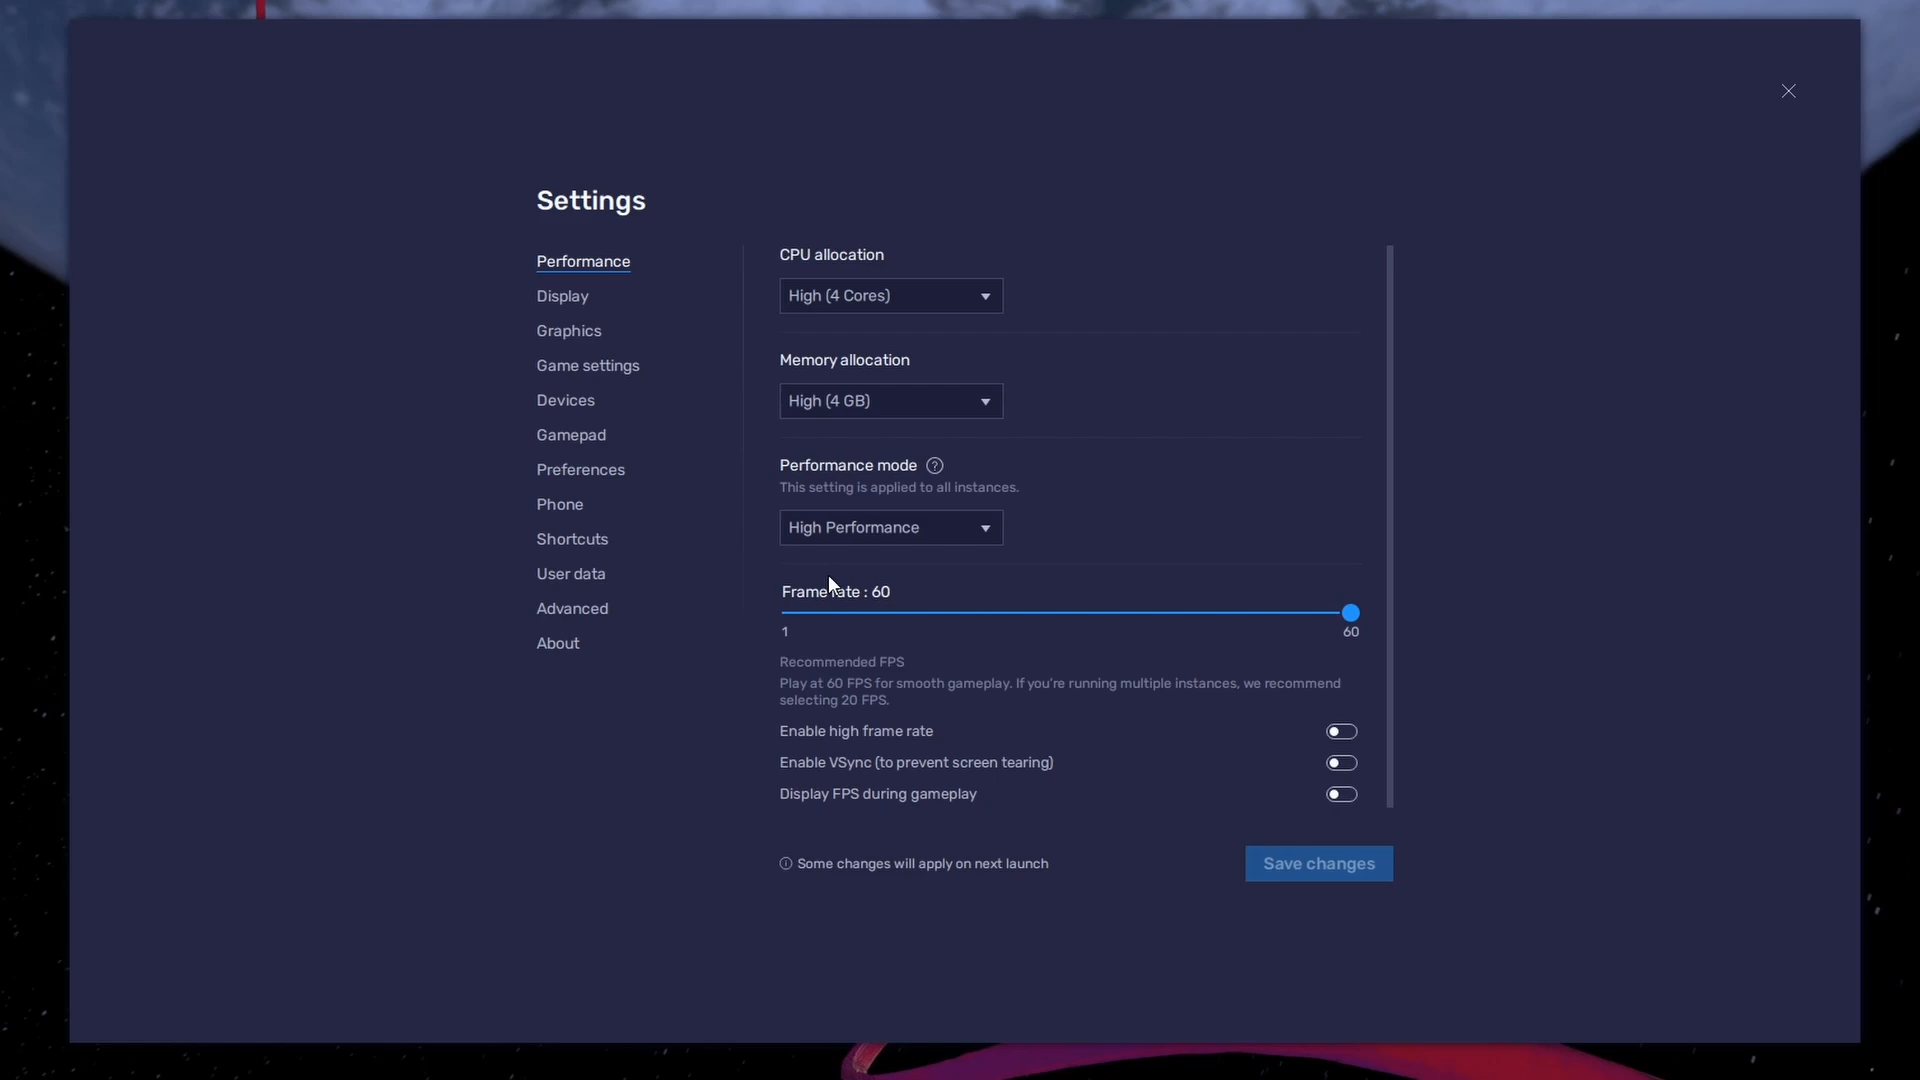 Settings
Performance
Display
Graphics
Game settings
Devices
Gamepad
Preferences
Phone
Shortcuts
User data
Advanced
About
CPU allocation
High (4 Cores)
Memory allocation
High (4 GB)
Performance mode ?
This setting is applied to all instances.
High Performance
Frame rate : 60
1
60
Recommended FPS
Play at 60 FPS for smooth gameplay. If you're running multiple instances, we recommend
selecting 20 FPS.
Enable high frame rate
Enable VSync (to prevent screen tearing)
Display FPS during gameplay
Some changes will apply on next launch
Save changes